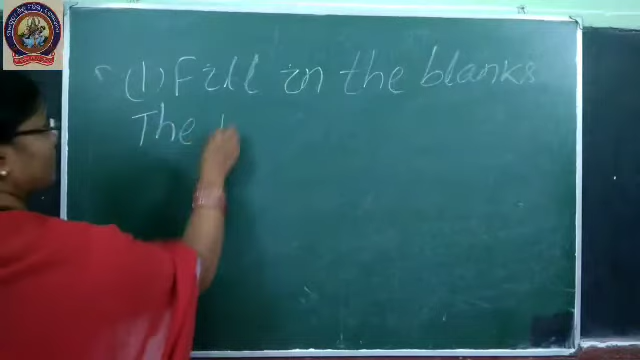 (1) Fill in the blanks
The